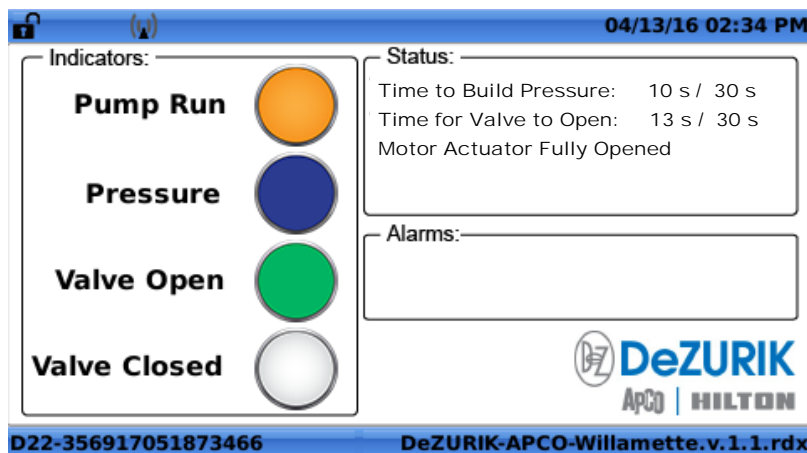 04/13/16 02:34 PM
Indicators:
Pump Run
Pressure
Valve Open
Valve Closed
Status:
Time to Build Pressure: 10 s / 30 s
Time for Valve to Open: 13 s / 30 s
Motor Actuator Fully Opened
Alarms:
DZ DeZURIK
APCO | HILTON
D22-356917051873466 DeZURIK-APCO-Willamette.v.1.1.rdx